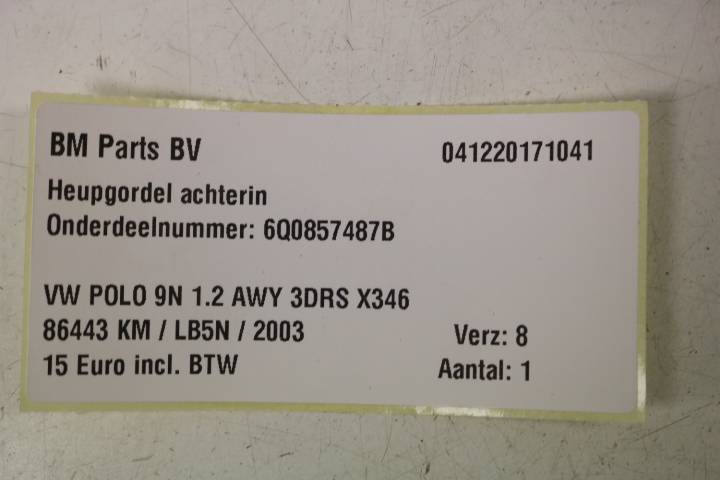 BM Parts BV 041220171041
Heupgordel achterin
Onderdeelnummer: 6Q0857487B
VW POLO 9N 1.2 AWY 3DRS X346
86443 KM / LB5N / 2003 Verz: 8
15 Euro incl. BTW Aantal: 1